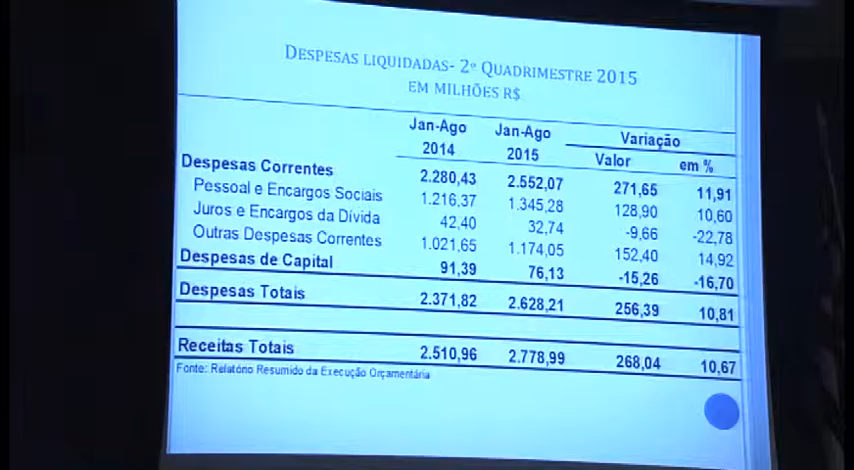 DESPESAS LIQUIDADAS- 2º QUADRIMESTRE 2015
EM MILHÕES R$
Jan-Ago 2014 Jan-Ago 2015 Variação
Valor em %
Despesas Correntes 2.280,43 2.552,07 271,65 11,91
Pessoal e Encargos Sociais 1.216,37 1.345,28 128,90 10,60
Juros e Encargos da Dívida 42,40 32,74 -9,66 -22,78
Outras Despesas Correntes 1.021,65 1.174,05 152,40 14,92
Despesas de Capital 91,39 76,13 -15,26 -16,70
Despesas Totais 2.371,82 2.628,21 256,39 10,81
Receitas Totais 2.510,96 2.778,99 268,04 10,67
Fonte: Relatório Resumido da Execução Orçamentária